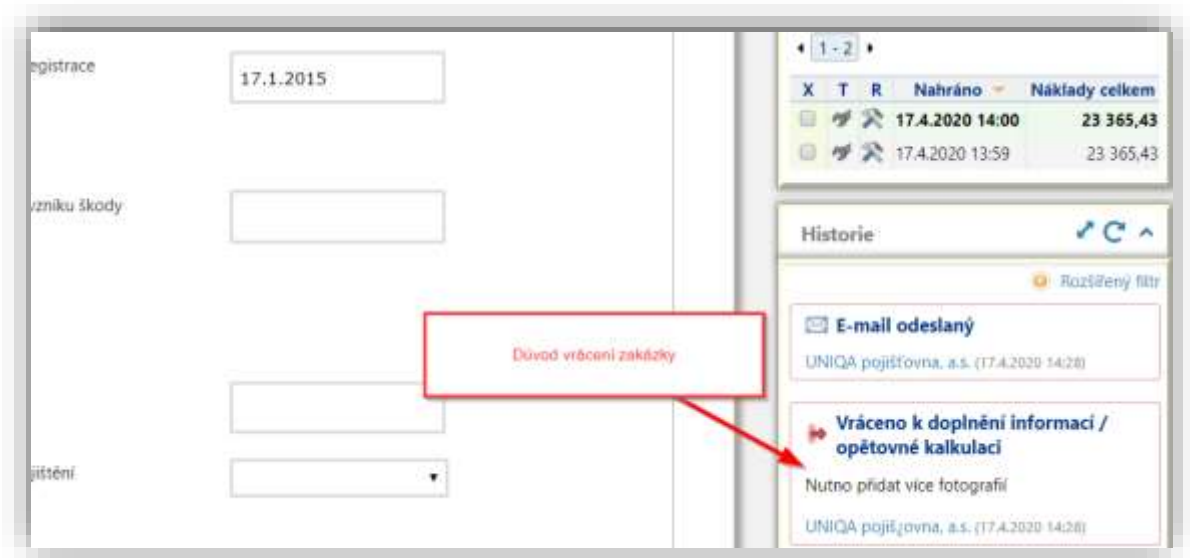 egistrace
17.1.2015
vzniku škody
jištění
Důvod vrácení zakázky
1 - 2
X T R Nahráno Náklady celkem
17.4.2020 14:00 23 365,43
17.4.2020 13:59 23 365,43
Historie
Rozšířený filtr
E-mail odeslaný
UNIQA pojišťovna, a.s. (17.4.2020 14:28)
Vráceno k doplnění informací /
opětovné kalkulaci
Nutno přidat více fotografií
UNIQA pojišťovna, a.s. (17.4.2020 14:28)